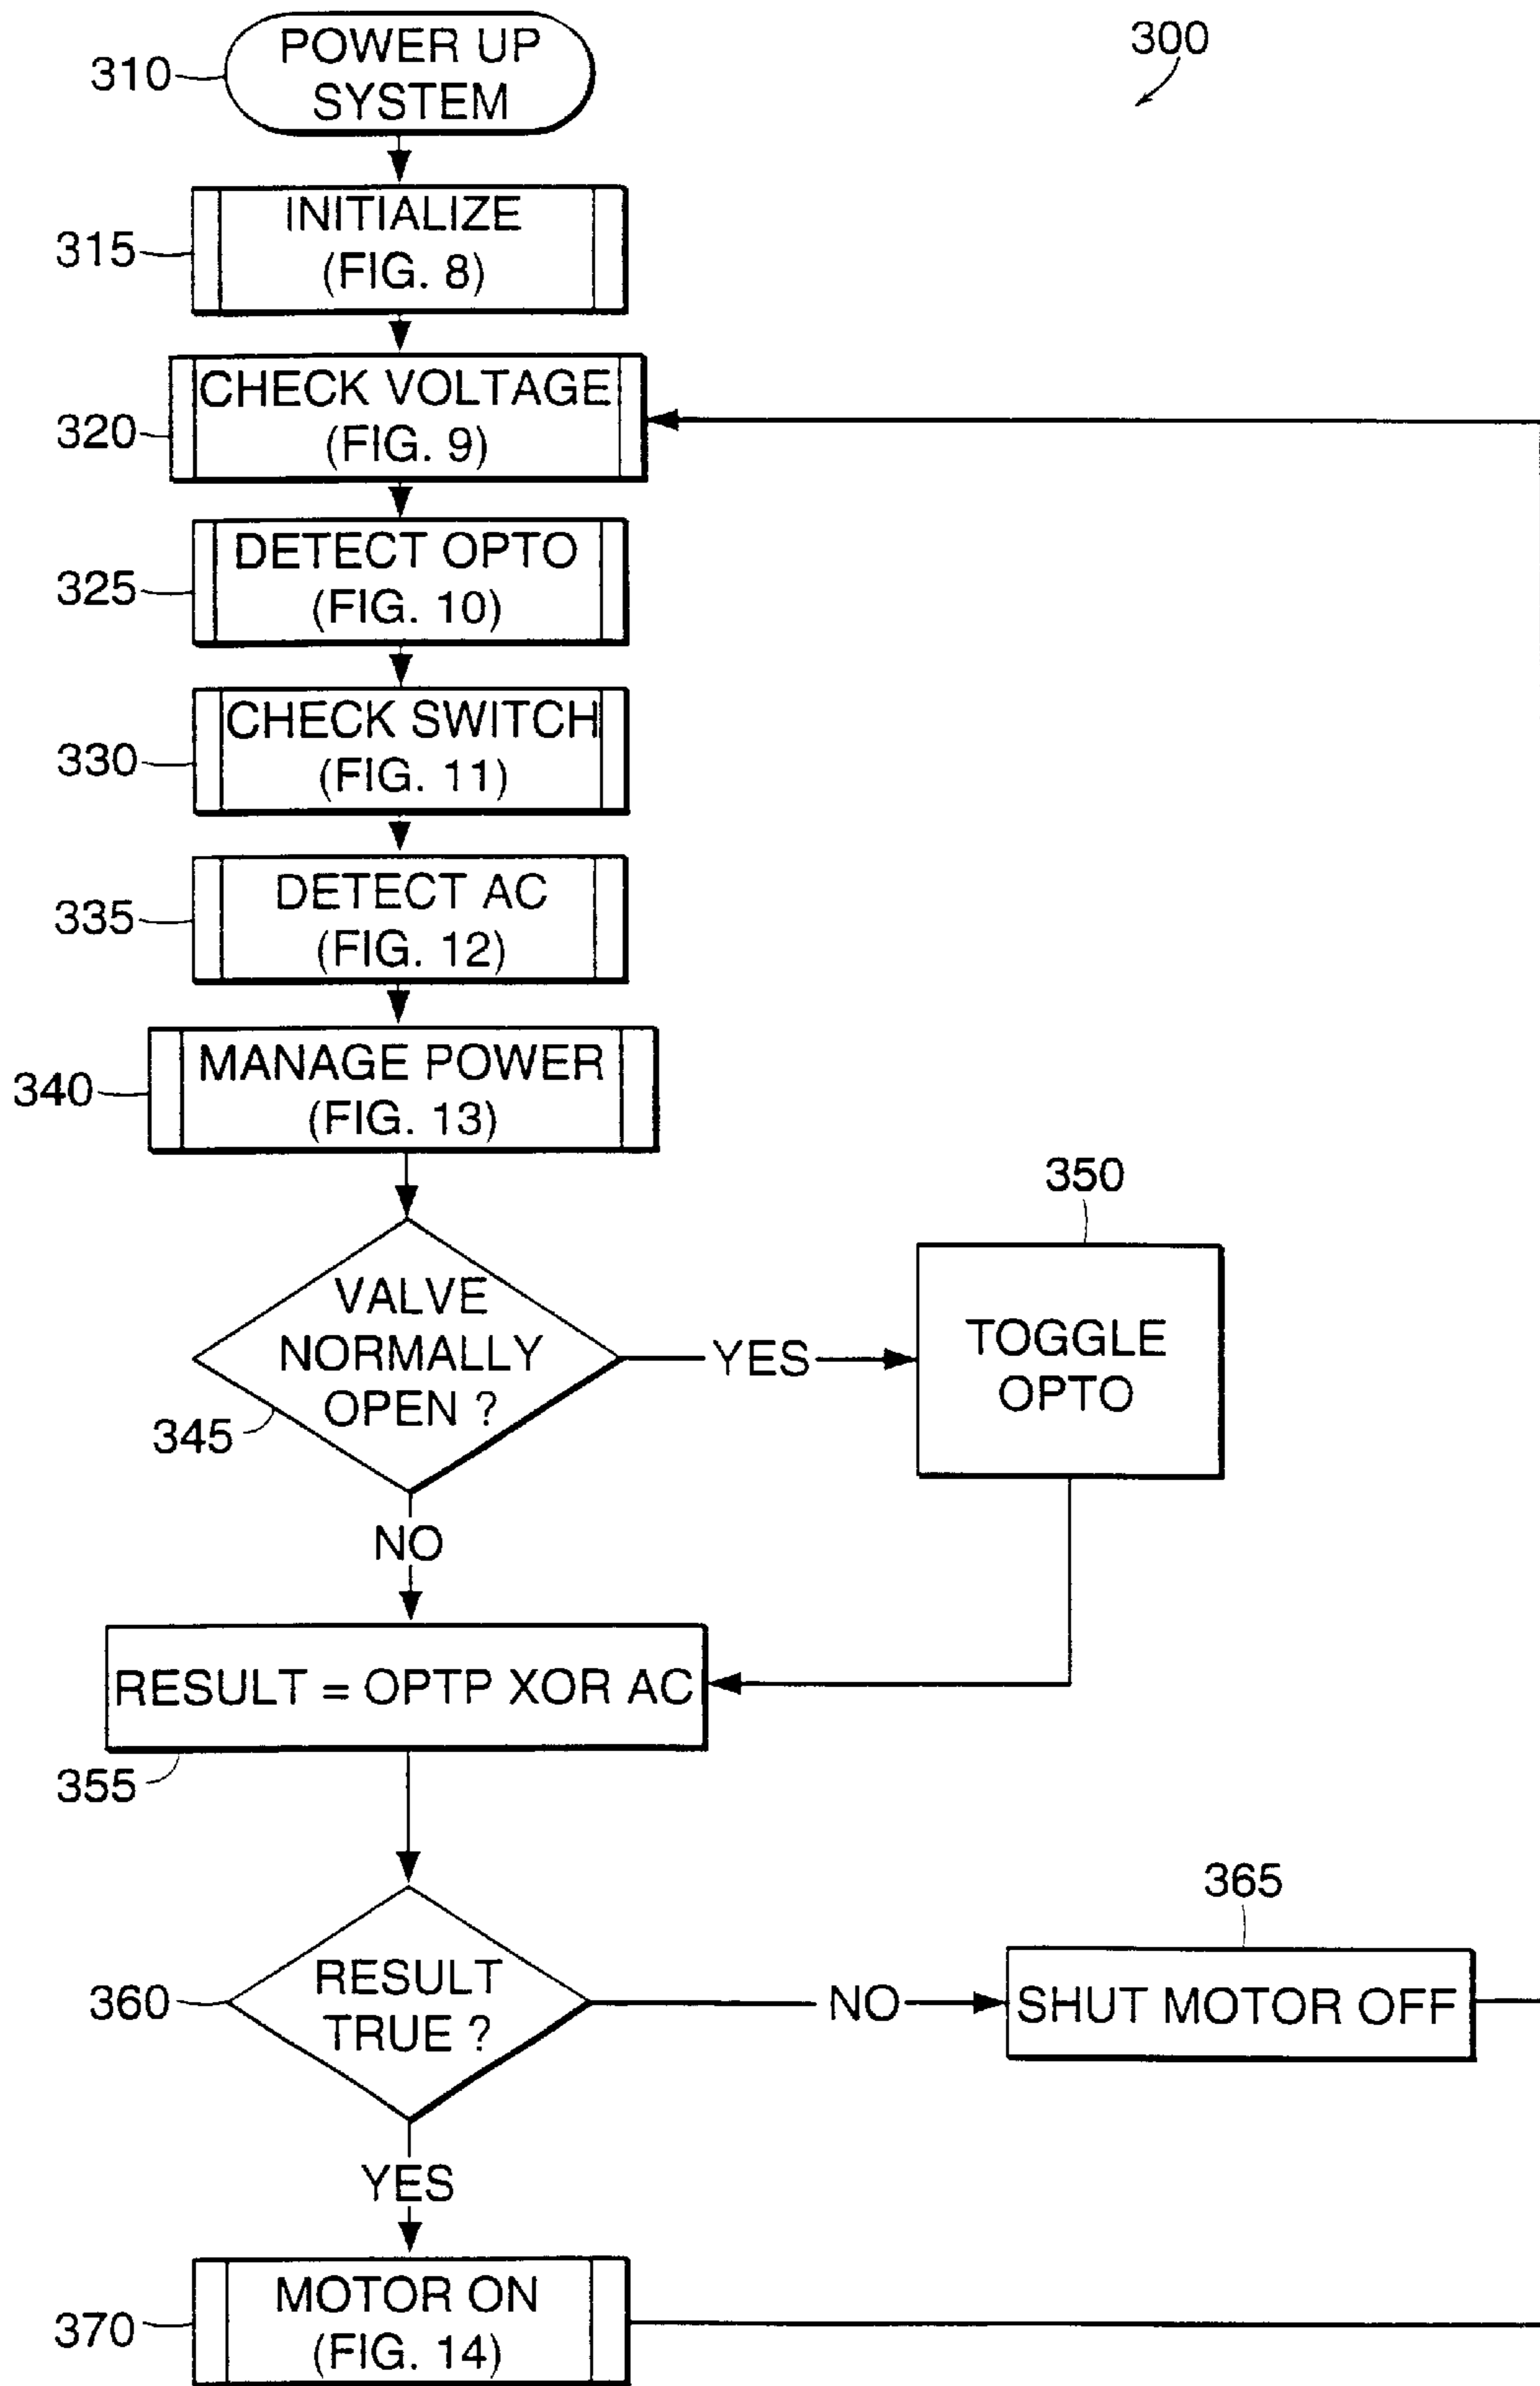 300
310
POWER UP
SYSTEM
315
INITIALIZE
(FIG. 8)
320
CHECK VOLTAGE
(FIG. 9)
325
DETECT OPTO
(FIG. 10)
330
CHECK SWITCH
(FIG. 11)
335
DETECT AC
(FIG. 12)
340
MANAGE POWER
(FIG. 13)
345
VALVE
NORMALLY
OPEN ?
YES
350
TOGGLE
OPTO
NO
RESULT = OPTP XOR AC
355
360
RESULT
TRUE ?
NO
365
SHUT MOTOR OFF
YES
370
MOTOR ON
(FIG. 14)